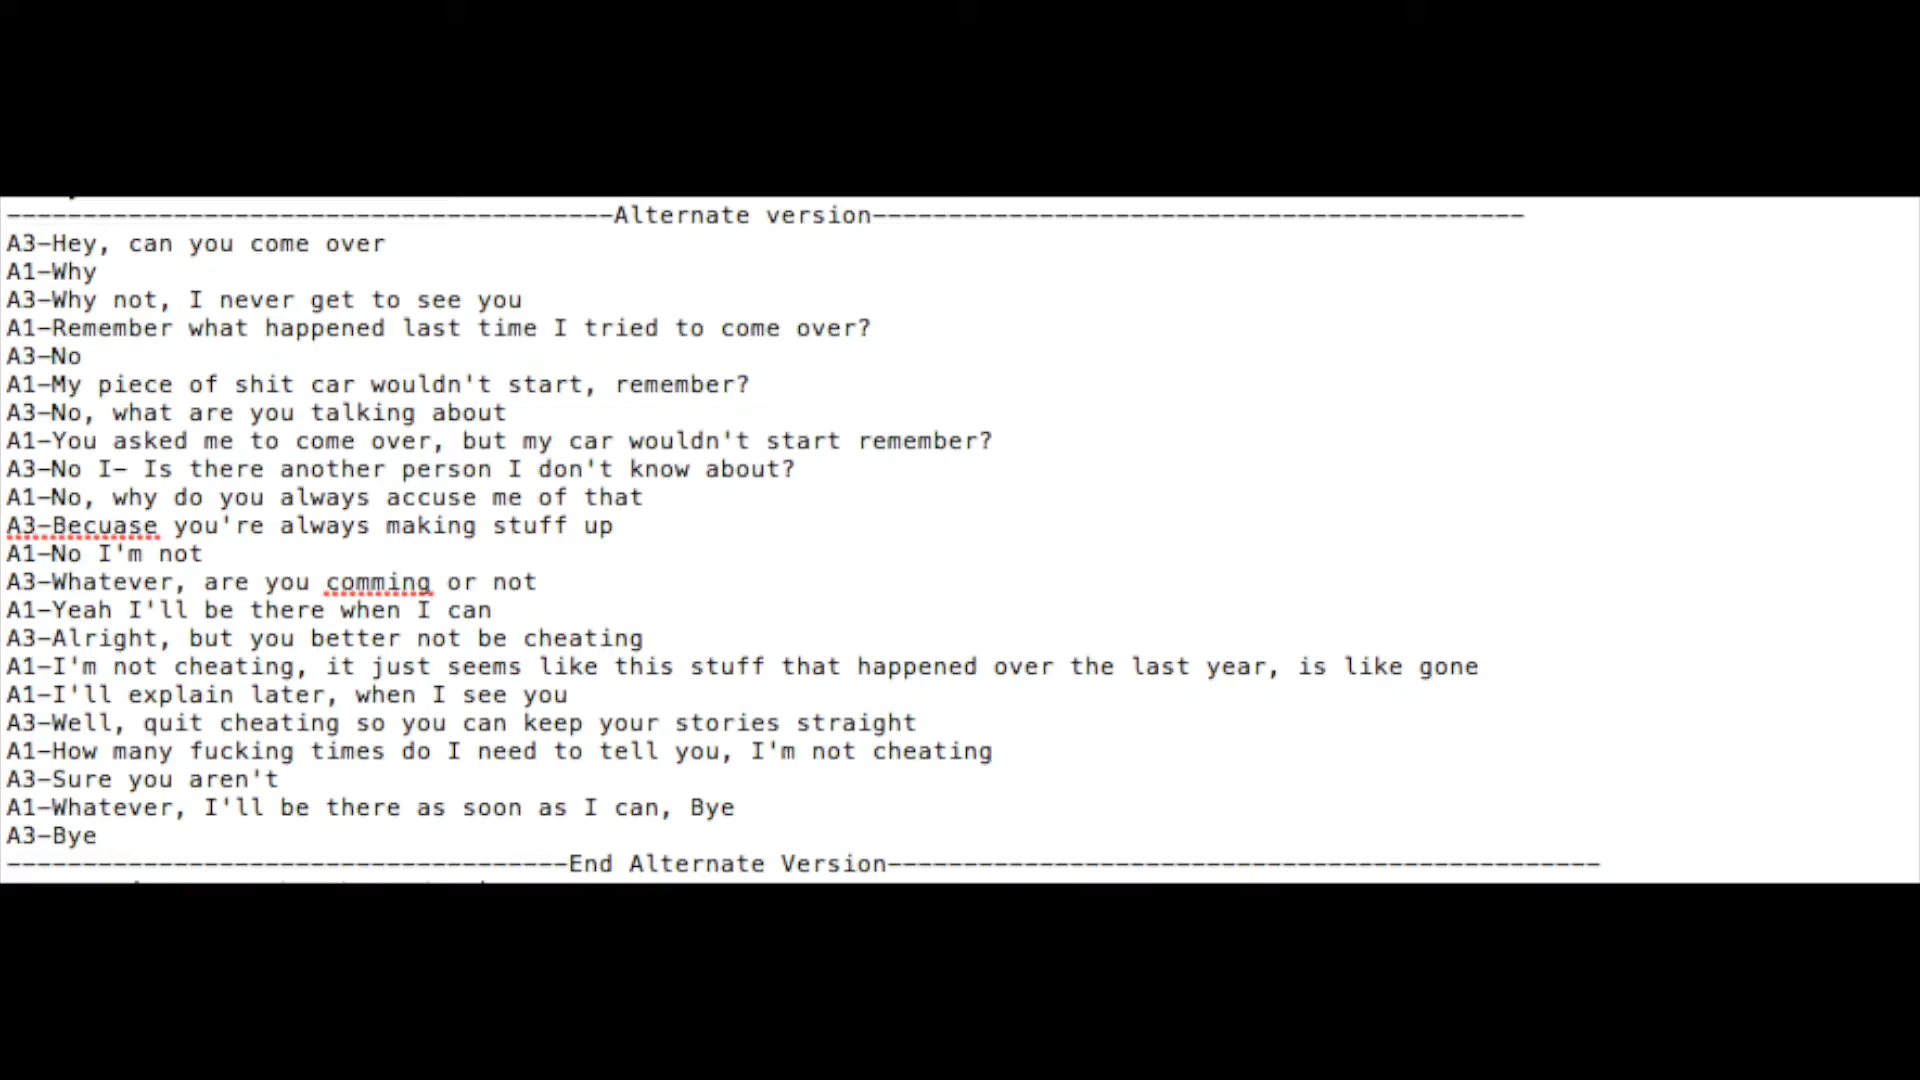 ----------------------------------------Alternate version-------------------------------------------
A3-Hey, can you come over
A1-Why
A3-Why not, I never get to see you
A1-Remember what happened last time I tried to come over?
A3-No
A1-My piece of shit car wouldn't start, remember?
A3-No, what are you talking about
A1-You asked me to come over, but my car wouldn't start remember?
A3-No I- Is there another person I don't know about?
A1-No, why do you always accuse me of that
A3-Becuase you're always making stuff up
A1-No I'm not
A3-Whatever, are you comming or not
A1-Yeah I'll be there when I can
A3-Alright, but you better not be cheating
A1-I'm not cheating, it just seems like this stuff that happened over the last year, is like gone
A1-I'll explain later, when I see you
A3-Well, quit cheating so you can keep your stories straight
A1-How many fucking times do I need to tell you, I'm not cheating
A3-Sure you aren't
A1-Whatever, I'll be there as soon as I can, Bye
A3-Bye
-------------------------------------End Alternate Version-----------------------------------------------